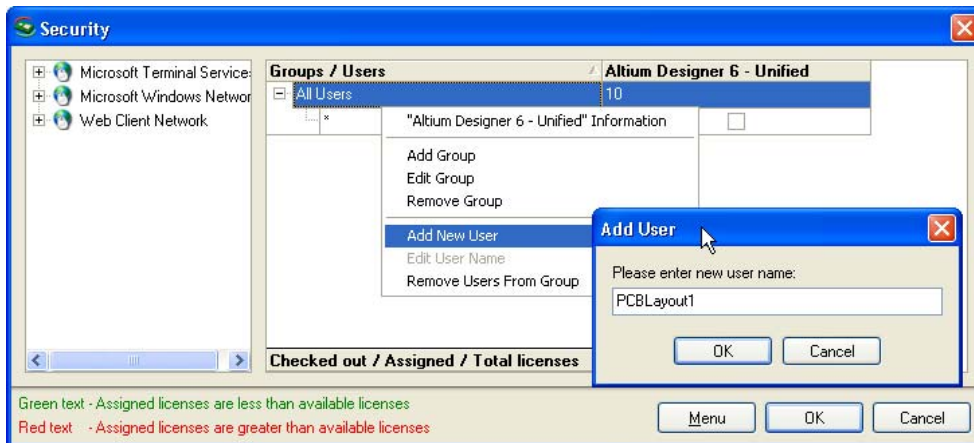 Security
Microsoft Terminal Service
Microsoft Windows Networ
Web Client Network
Groups / Users
Altium Designer 6 - Unified
All Users
10
*
"Altium Designer 6 - Unified" Information
Add Group
Edit Group
Remove Group
Add New User
Edit User Name
Remove Users From Group
Add User
Please enter new user name:
PCBLayout1
OK
Cancel
Checked out / Assigned / Total licenses
Green text - Assigned licenses are less than available licenses
Red text - Assigned licenses are greater than available licenses
Menu
OK
Cancel